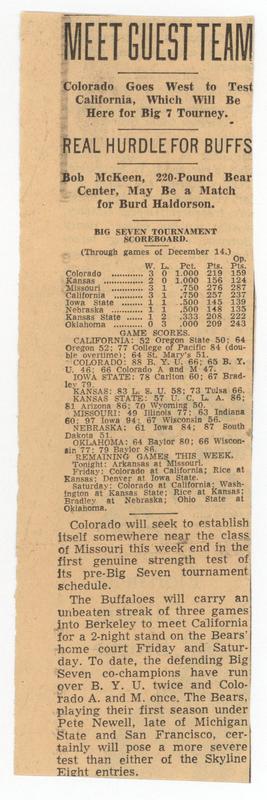 MEET GUEST TEAM
Colorado Goes West to Test
California, Which Will Be
Here for Big 7 Tourney.
REAL HURDLE FOR BUFFS
Bob McKeen, 220-Pound Bear
Center, May Be a Match
for Burd Haldorson.
BIG SEVEN TOURNAMENT
SCOREBOARD.
(Through games of December 14.)
Op.
W. L. Pct. Pts. Pts.
Colorado 3 0 1.000 219 159
Kansas 2 0 1.000 156 124
Missouri 3 1 .750 276 287
California 3 1 .750 257 237
Iowa State 1 1 .500 145 139
Nebraska 1 1 .500 148 135
Kansas State 1 2 .333 208 222
Oklahoma 0 3 .000 209 243
GAME SCORES.
CALIFORNIA: 52 Oregon State 50; 64
Oregon 52; 77 College of Pacific 84 (dou-
ble overtime); 64 St. Mary's 51.
COLORADO: 88 B. Y. U. 66; 65 B. Y.
U. 46; 66 Colorado A and M 47.
IOWA STATE: 78 Carlton 60; 67 Brad-
ley 79.
KANSAS: 83 L. S. U. 58; 73 Tulsa 66.
KANSAS STATE: 57 U. C. L. A. 86;
81 Arizona 86; 70 Wyoming 50.
MISSOURI: 49 Illinois 77; 63 Indiana
60; 97 Iowa 94; 67 Wisconsin 56.
NEBRASKA: 61 Iowa 84; 87 South
Dakota 51.
OKLAHOMA: 64 Baylor 80; 66 Wiscon-
sin 77; 79 Baylor 86.
REMAINING GAMES THIS WEEK.
Tonight: Arkansas at Missouri.
Friday: Colorado at California; Rice at
Kansas; Denver at Iowa State.
Saturday: Colorado at California; Wash-
ington at Kansas State; Rice at Kansas;
Bradley at Nebraska; Ohio State at
Oklahoma.
Colorado will seek to establish
itself somewhere near the class
of Missouri this week end in the
first genuine strength test of
its pre-Big Seven tournament
schedule.
The Buffaloes will carry an
unbeaten streak of three games
into Berkeley to meet California
for a 2-night stand on the Bears'
home court Friday and Satur-
day. To date, the defending Big
Seven co-champions have run
over B. Y. U. twice and Colo-
rado A. and M. once. The Bears,
playing their first season under
Pete Newell, late of Michigan
State and San Francisco, cer-
tainly will pose a more severe
test than either of the Skyline
Eight entries.